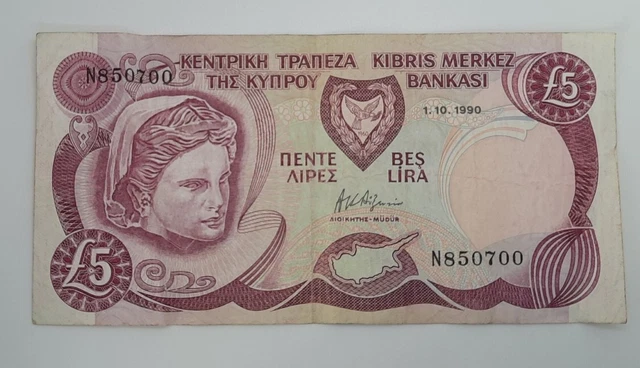 ΚΕΝΤΡΙΚΗ ΤΡΑΠΕΖΑ KIBRIS MERKEZ
N850700 ΤΗΣ ΚΥΠΡΟΥ BANKASI
£5
1.10.1990
ΠΕΝΤΕ BEŞ
ΛΙΡΕΣ LİRA
ΔΙΟΙΚΗΤΗΣ-MÜDÜR
£5
N850700